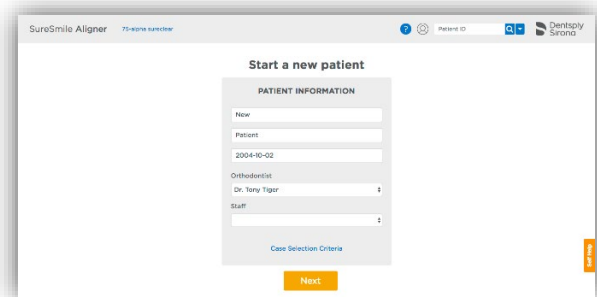 SureSmile Aligner
75-alpha sureclear
?
Patient ID
Dentsply
Sirona
Start a new patient
PATIENT INFORMATION
New
Patient
2004-10-02
Orthodontist
Dr. Tony Tiger
Staff
Case Selection Criteria
Next
Self Help